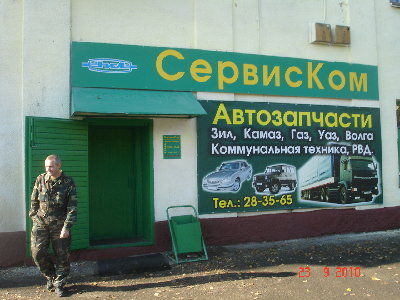 СервисКом
Автозапчасти
Зил, Камаз, Газ, Уаз, Волга
Коммунальная техника, РВД.
Тел.: 28-35-65
23 9 2010